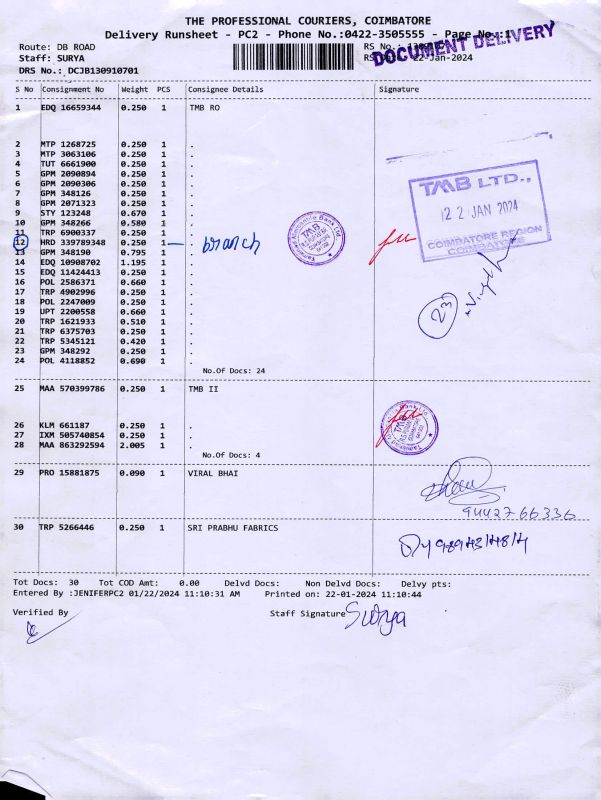 THE PROFESSIONAL COURIERS, COIMBATORE
Delivery Runsheet - PC2 - Phone No.:0422-3505555 - Page No.:1
DOCUMENT DELIVERY
Route: DB ROAD
RS No.:
Staff: SURYA
22-Jan-2024
DRS No.: DCJB130910701
S No Consignment No Weight PCS Consignee Details Signature
1 EDQ 16659344 0.250 1 TMB RO
2 MTP 1268725 0.250 1 .
3 MTP 3063106 0.250 1 .
4 TUT 6661900 0.250 1 .
5 GPM 2090894 0.250 1 .
6 GPM 2090306 0.250 1 .
7 GPM 348126 0.250 1 .
8 GPM 2071323 0.250 1 .
9 STY 123248 0.670 1 .
10 GPM 348266 0.580 1 .
11 TRP 6900337 0.250 1 .
12 HRD 339789348 0.250 1 . branch
13 GPM 348190 0.795 1 .
14 EDQ 10908702 1.195 1 .
15 EDQ 11424413 0.250 1 .
16 POL 2586371 0.660 1 .
17 TRP 4902996 0.250 1 .
18 POL 2247009 0.250 1 .
19 UPT 2200558 0.660 1 .
20 TRP 1621933 0.510 1 .
21 TRP 6375703 0.250 1 .
22 TRP 5345121 0.420 1 .
23 GPM 348292 0.250 1 .
24 POL 4118852 0.690 1 .
TMB LTD.,
22 JAN 2024
COIMBATORE REGION
COIMBATORE
Tamilnad Mercantile Bank Ltd.
TMB
23
No.Of Docs: 24
25 MAA 570399786 0.250 1 TMB II
26 KLM 661187 0.250 1 .
27 IXM 505740854 0.250 1 .
28 MAA 863292594 2.005 1 .
No.Of Docs: 4
29 PRO 15881875 0.090 1 VIRAL BHAI
9442766336
30 TRP 5266446 0.250 1 SRI PRABHU FABRICS
Tot Docs: 30 Tot COD Amt: 0.00 Delvd Docs: Non Delvd Docs: Delvy pts:
Entered By :JENIFERPC2 01/22/2024 11:10:31 AM Printed on: 22-01-2024 11:10:44
Verified By
Staff Signature Surya